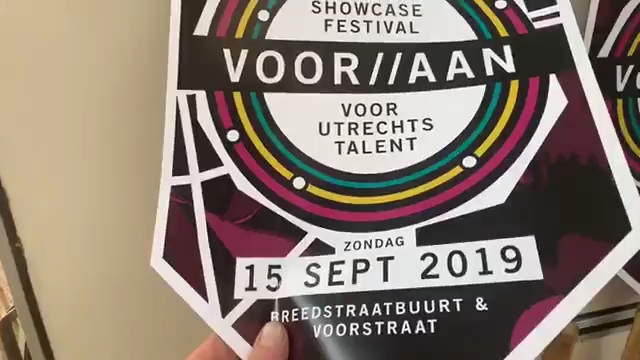 SHOWCASE
FESTIVAL
VOOR//AAN
VOOR
UTRECHTS
TALENT
ZONDAG
15 SEPT 2019
BREEDSTRAATBUURT &
VOORSTRAAT